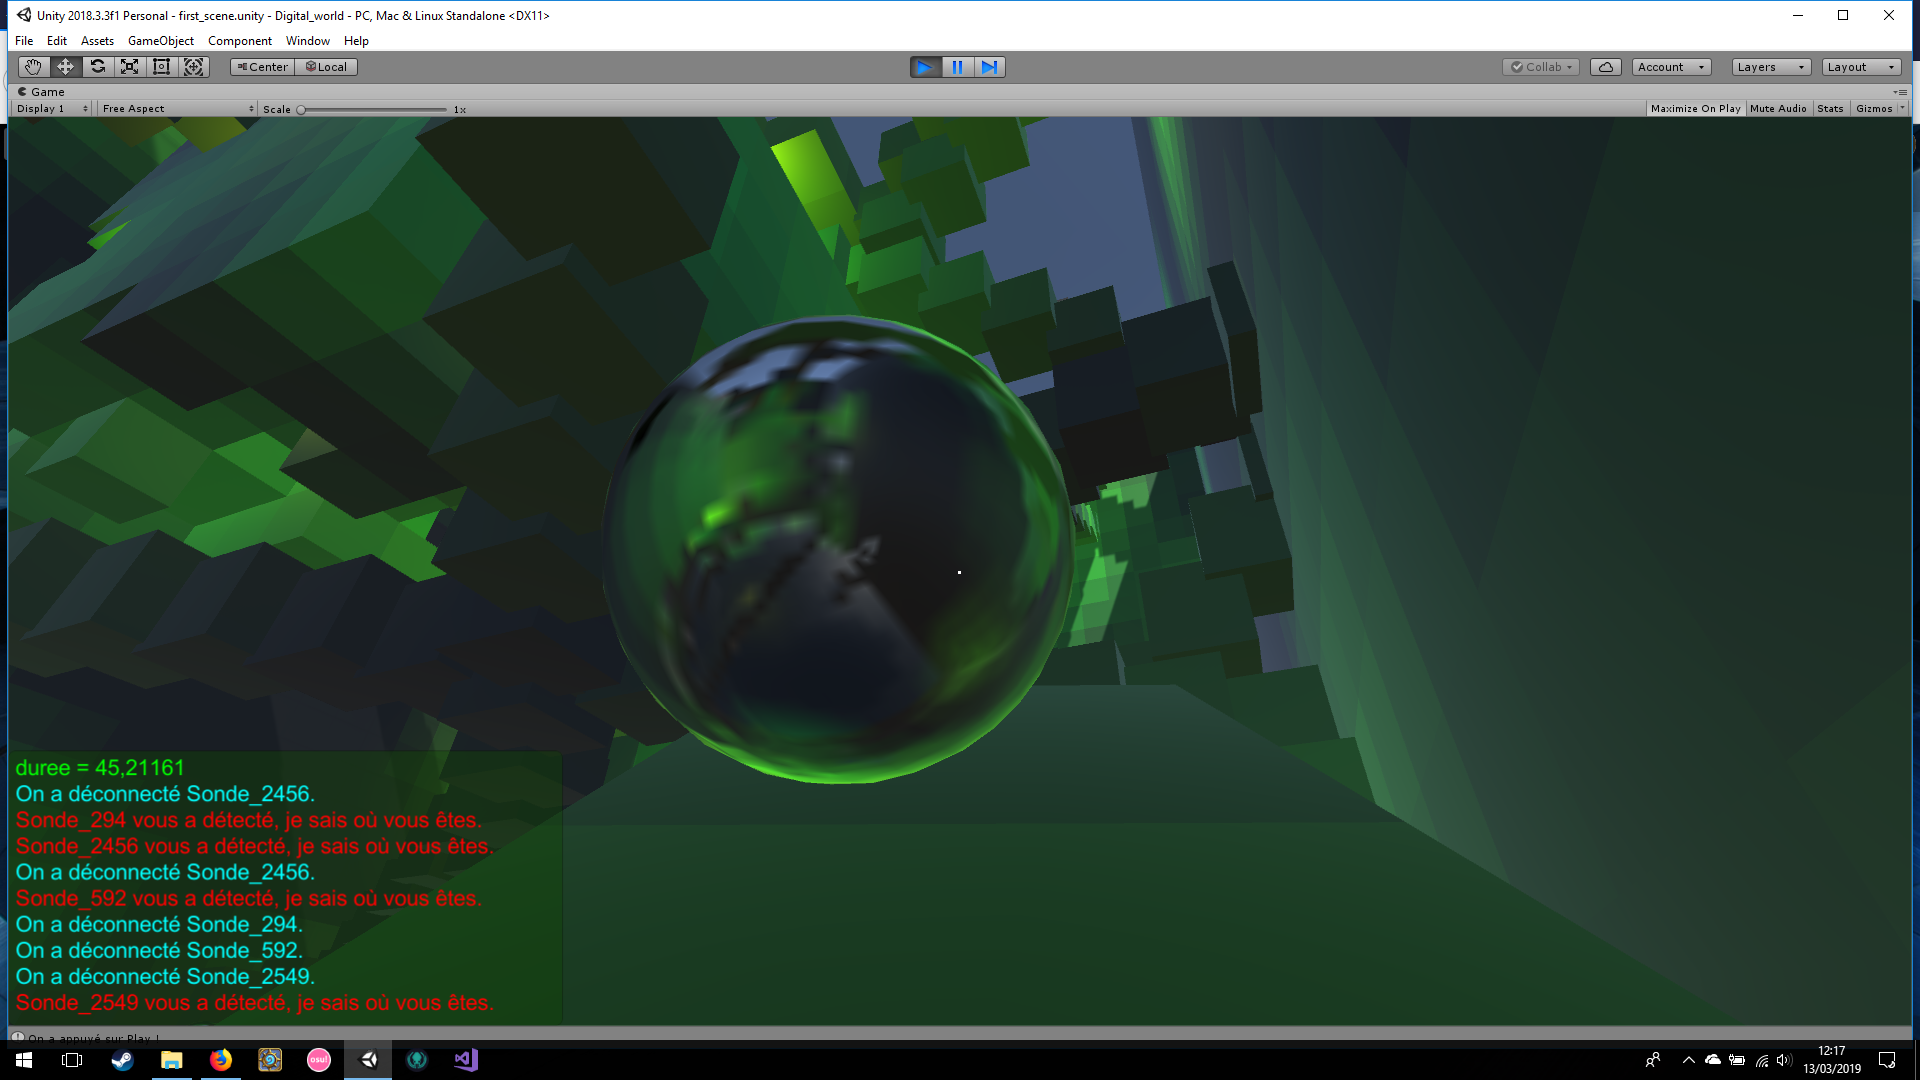 Unity 2018.3.3f1 Personal - first_scene.unity - Digital_world - PC, Mac & Linux Standalone <DX11>
File Edit Assets GameObject Component Window Help
Center Local Collab Account Layers Layout
Game
Display 1 Free Aspect Scale 1x Maximize On Play Mute Audio Stats Gizmos
duree = 45,21161
On a déconnecté Sonde_2456.
Sonde_294 vous a détecté, je sais où vous êtes.
Sonde_2456 vous a détecté, je sais où vous êtes.
On a déconnecté Sonde_2456.
Sonde_592 vous a détecté, je sais où vous êtes.
On a déconnecté Sonde_294.
On a déconnecté Sonde_592.
On a déconnecté Sonde_2549.
Sonde_2549 vous a détecté, je sais où vous êtes.
On a appuyé sur Play !
osu!
12:17
13/03/2019